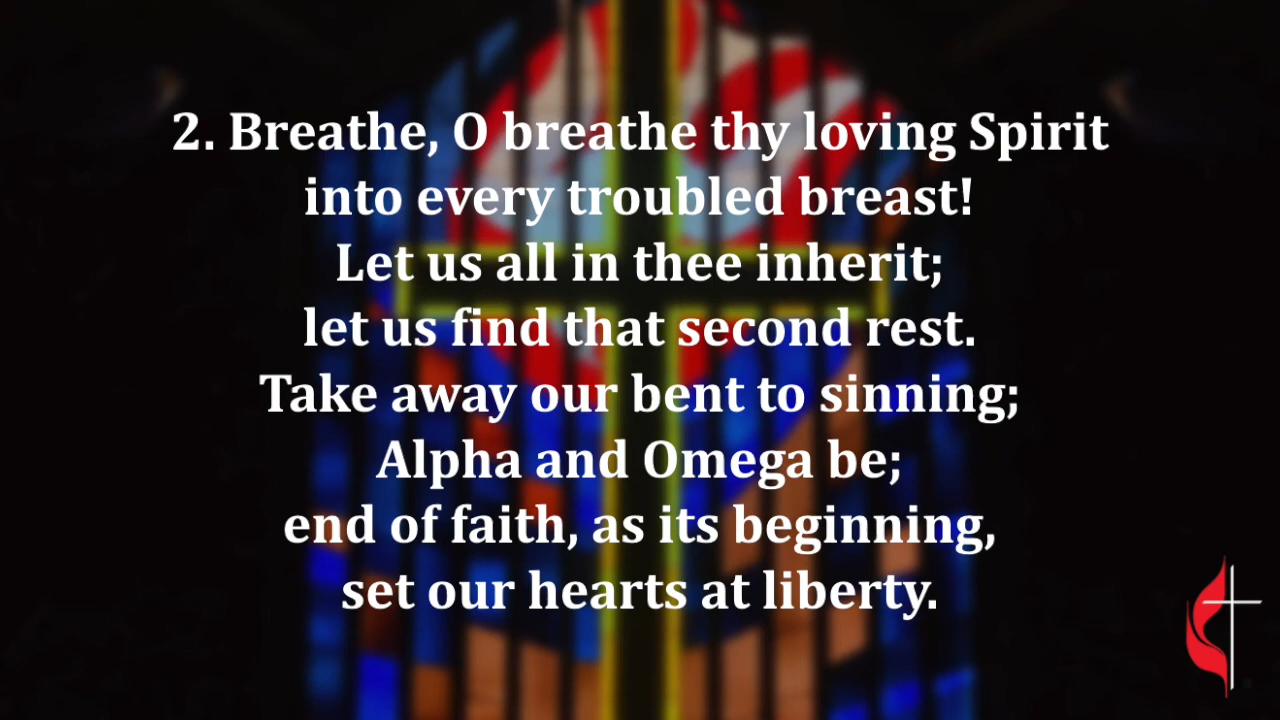 2. Breathe, O breathe thy loving Spirit
into every troubled breast!
Let us all in thee inherit;
let us find that second rest.
Take away our bent to sinning;
Alpha and Omega be;
end of faith, as its beginning,
set our hearts at liberty.